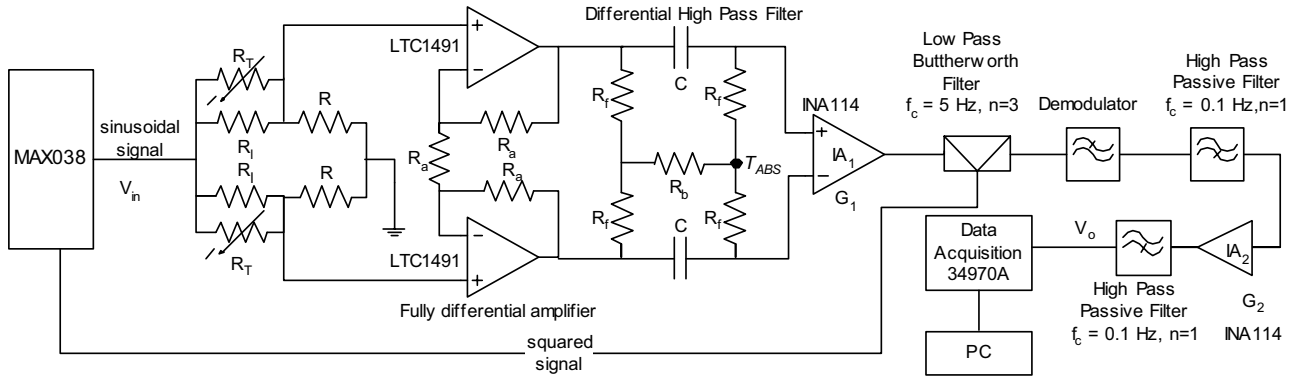 Differential High Pass Filter
LTC1491
R_T
R
R_l
R_l
R
R_T
MAX038
sinusoidal
signal
V_in
R_a
R_a
R_a
LTC1491
Fully differential amplifier
C
R_f
R_f
R_b
T_ABS
R_f
R_f
C
INA114
IA_1
G_1
Low Pass
Buttherworth
Filter
f_c = 5 Hz, n=3
Demodulator
High Pass
Passive Filter
f_c = 0.1 Hz,n=1
Data
Acquisition
34970A
V_o
High Pass
Passive Filter
f_c = 0.1 Hz, n=1
IA_2
G_2
INA114
PC
squared
signal